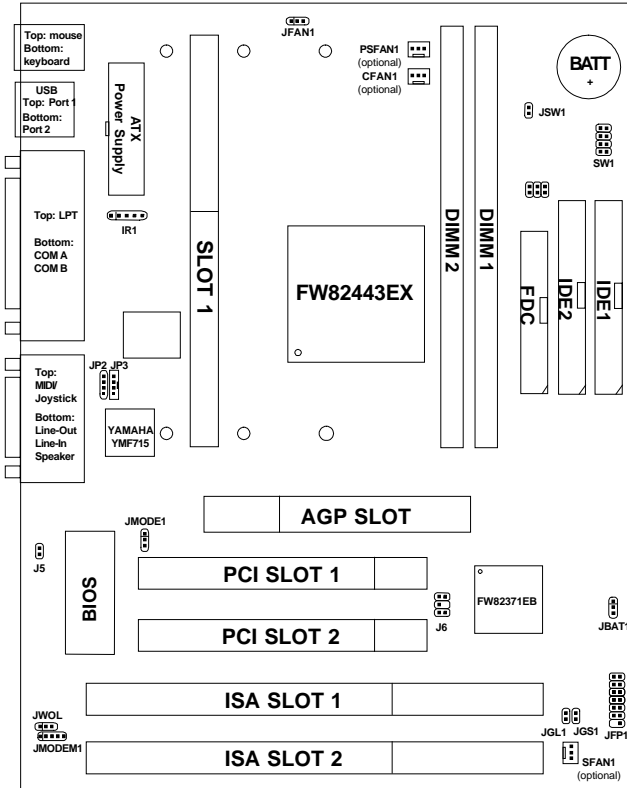 Top: mouse
Bottom:
keyboard
JFAN1
PSFAN1
(optional)
CFAN1
(optional)
BATT
+
USB
Top: Port 1
Bottom:
Port 2
ATX
Power Supply
JSW1
SW1
Top: LPT
Bottom:
COM A
COM B
IR1
SLOT 1
FW82443EX
DIMM 2
DIMM 1
FDC
IDE2
IDE1
JP2
JP3
Top:
MIDI/
Joystick
Bottom:
Line-Out
Line-In
Speaker
YAMAHA
YMF715
AGP SLOT
JMODE1
J5
BIOS
PCI SLOT 1
FW82371EB
J6
JBAT1
PCI SLOT 2
ISA SLOT 1
JWOL
JMODEM1
JGL1
JGS1
JFP1
ISA SLOT 2
SFAN1
(optional)